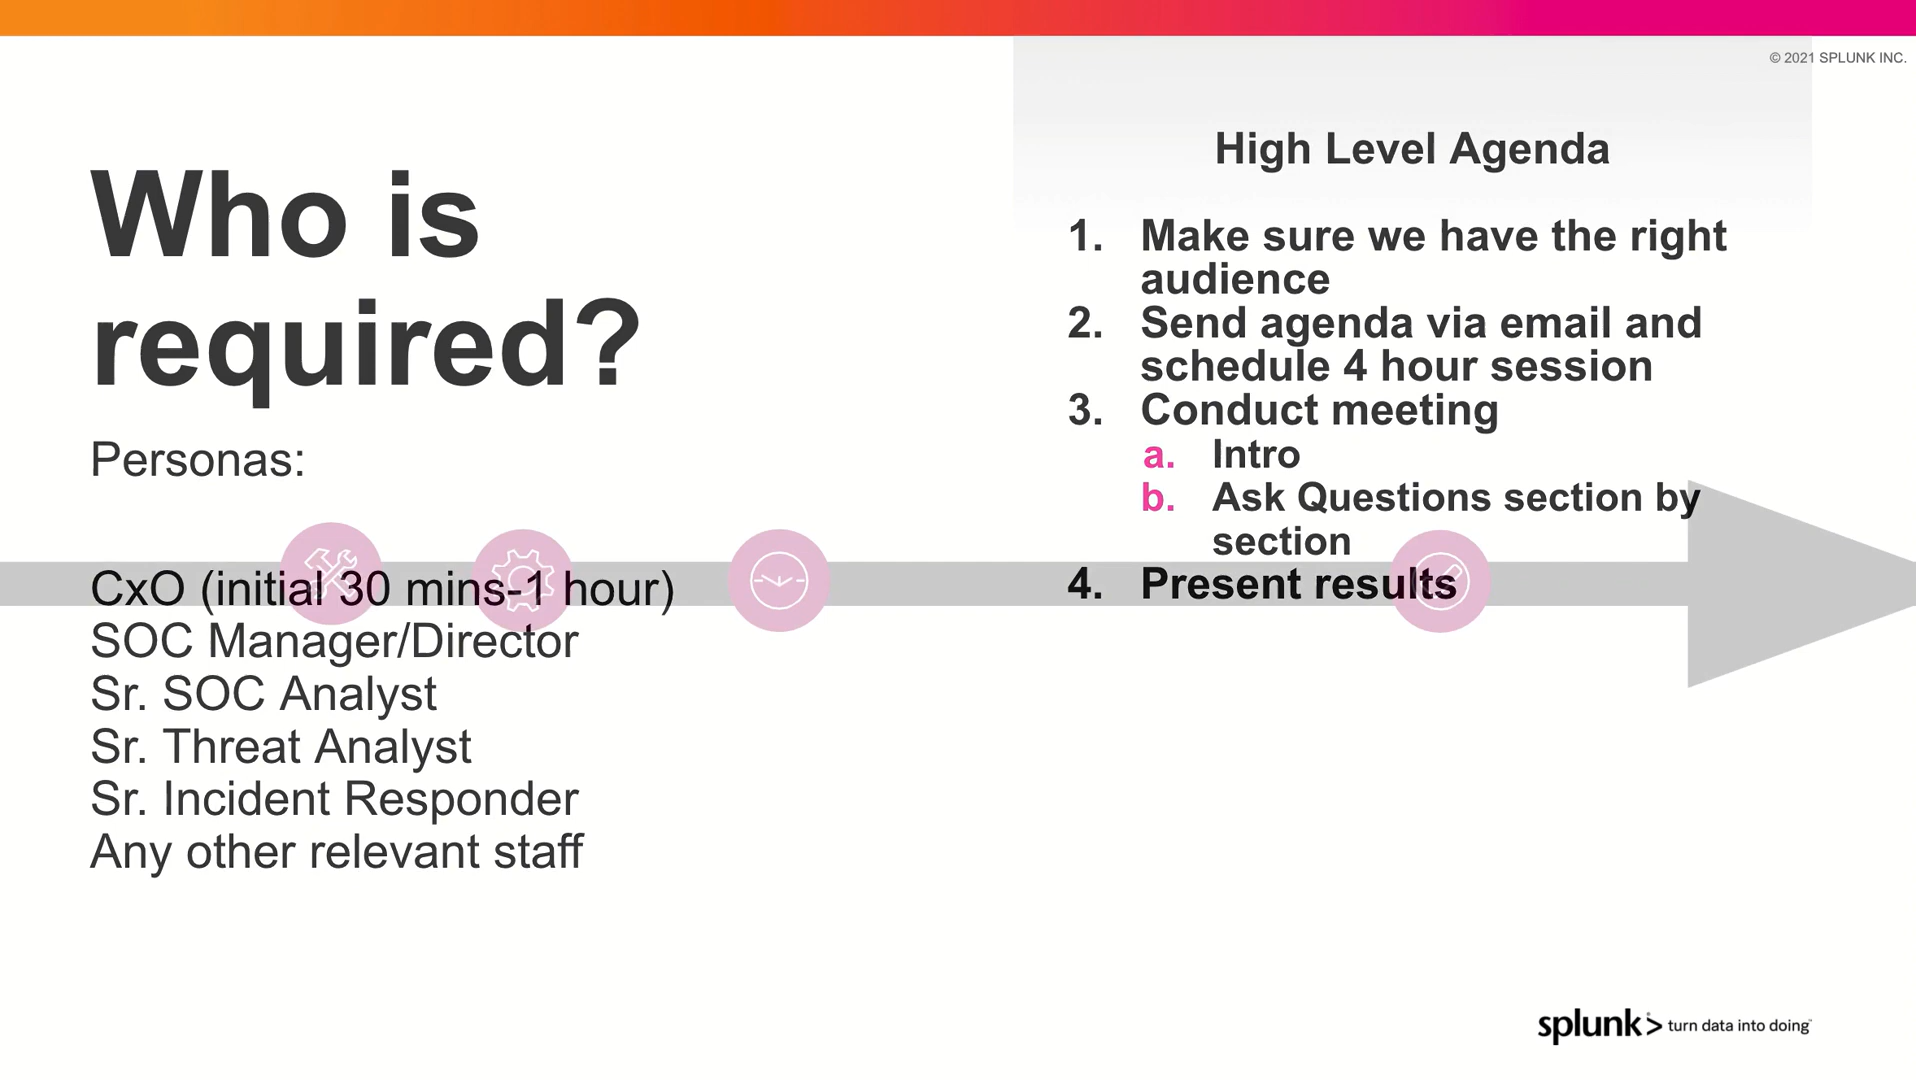 © 2021 SPLUNK INC.
Who is
required?
Personas:
CxO (initial 30 mins-1 hour)
SOC Manager/Director
Sr. SOC Analyst
Sr. Threat Analyst
Sr. Incident Responder
Any other relevant staff
High Level Agenda
1. Make sure we have the right
audience
2. Send agenda via email and
schedule 4 hour session
3. Conduct meeting
a. Intro
b. Ask Questions section by
section
4. Present results
splunk> turn data into doing™